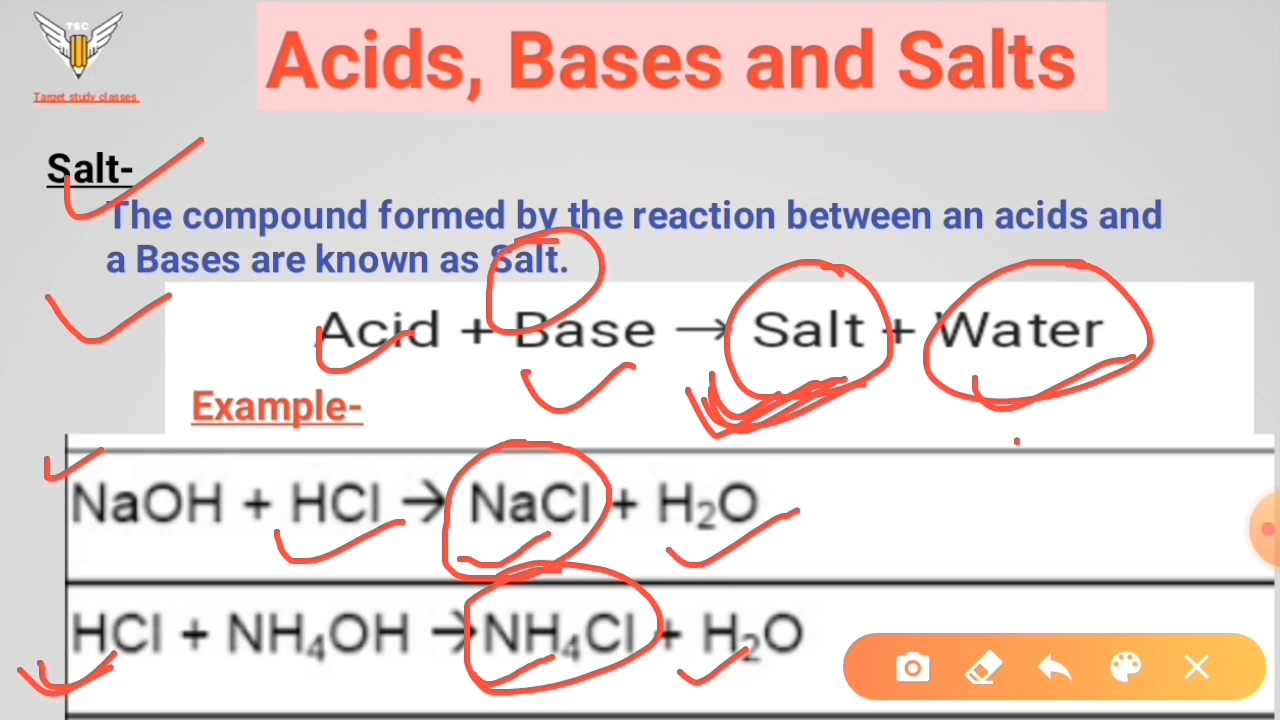 TSC
Target study classes
Acids, Bases and Salts
Salt-
The compound formed by the reaction between an acids and
a Bases are known as Salt.
Acid + Base → Salt + Water
Example-
NaOH + HCl → NaCl + H₂O
HCl + NH₄OH → NH₄Cl + H₂O